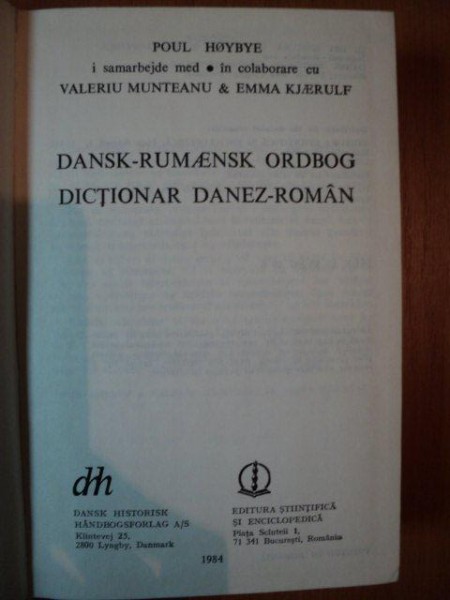 POUL HØYBYE
i samarbejde med • în colaborare cu
VALERIU MUNTEANU & EMMA KJÆRULF
DANSK-RUMÆNSK ORDBOG
DICȚIONAR DANEZ-ROMÂN
dh
DANSK HISTORISK
HÅNDBOGSFORLAG A/S
Klintevej 25,
2800 Lyngby, Danmark
EDITURA ȘTIINȚIFICĂ
ȘI ENCICLOPEDICĂ
Piața Scînteii 1,
71 341 București, România
1984